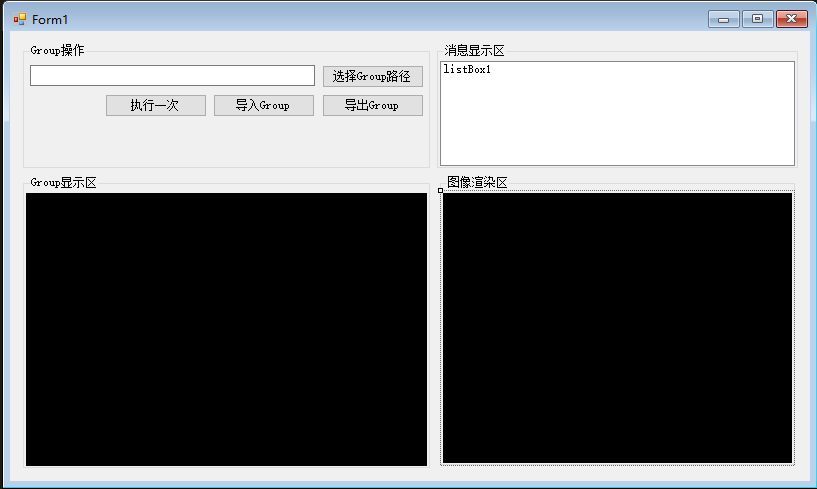 Form1
Group操作
选择Group路径
执行一次
导入Group
导出Group
消息显示区
listBox1
Group显示区
图像渲染区